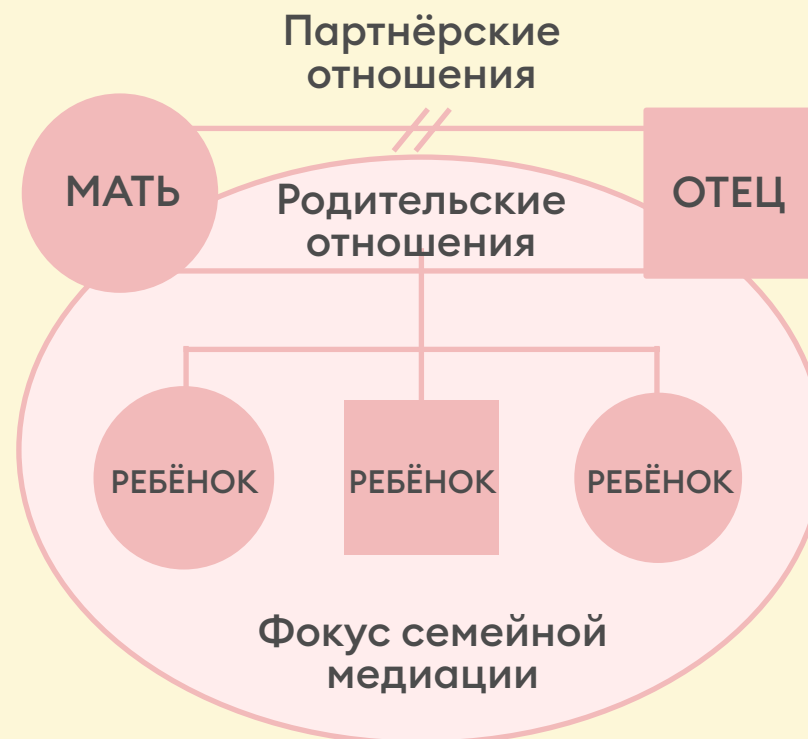 Партнёрские
отношения
МАТЬ
ОТЕЦ
Родительские
отношения
РЕБЁНОК
РЕБЁНОК
РЕБЁНОК
Фокус семейной
медиации